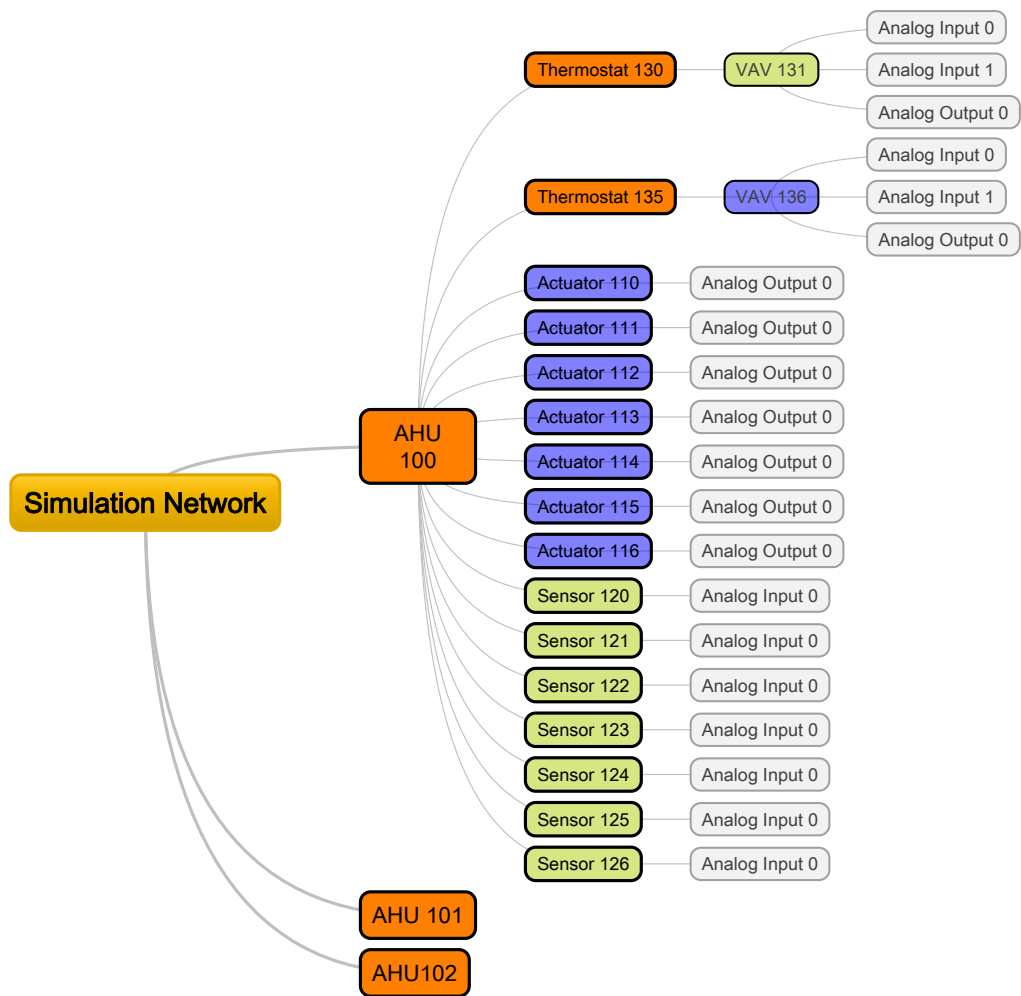 Simulation Network
AHU
100
Thermostat 130
VAV 131
Analog Input 0
Analog Input 1
Analog Output 0
Thermostat 135
VAV 136
Analog Input 0
Analog Input 1
Analog Output 0
Actuator 110
Analog Output 0
Actuator 111
Analog Output 0
Actuator 112
Analog Output 0
Actuator 113
Analog Output 0
Actuator 114
Analog Output 0
Actuator 115
Analog Output 0
Actuator 116
Analog Output 0
Sensor 120
Analog Input 0
Sensor 121
Analog Input 0
Sensor 122
Analog Input 0
Sensor 123
Analog Input 0
Sensor 124
Analog Input 0
Sensor 125
Analog Input 0
Sensor 126
Analog Input 0
AHU 101
AHU102